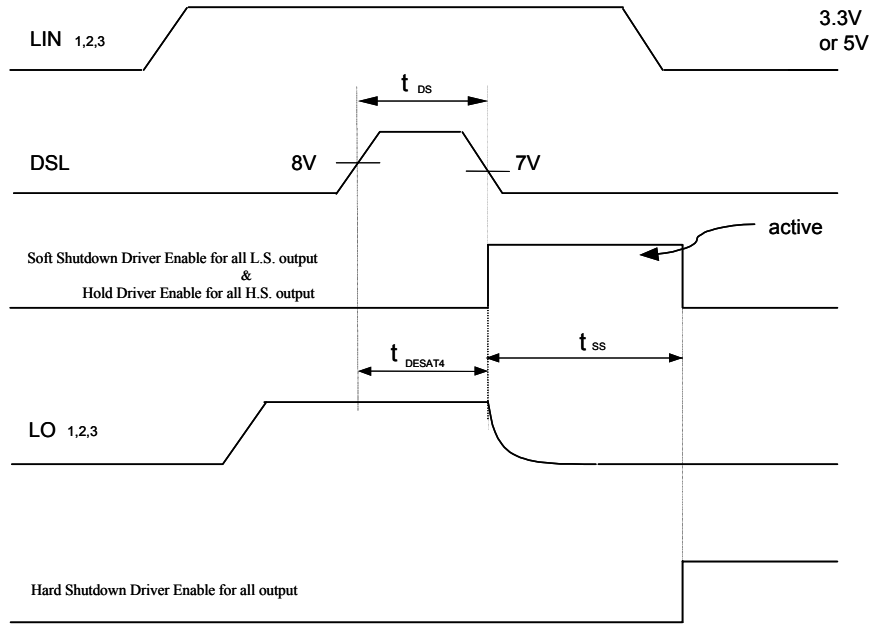 LIN 1,2,3
3.3V
or 5V
t DS
DSL
8V
7V
active
Soft Shutdown Driver Enable for all L.S. output
&
Hold Driver Enable for all H.S. output
t DESAT4
t ss
LO 1,2,3
Hard Shutdown Driver Enable for all output